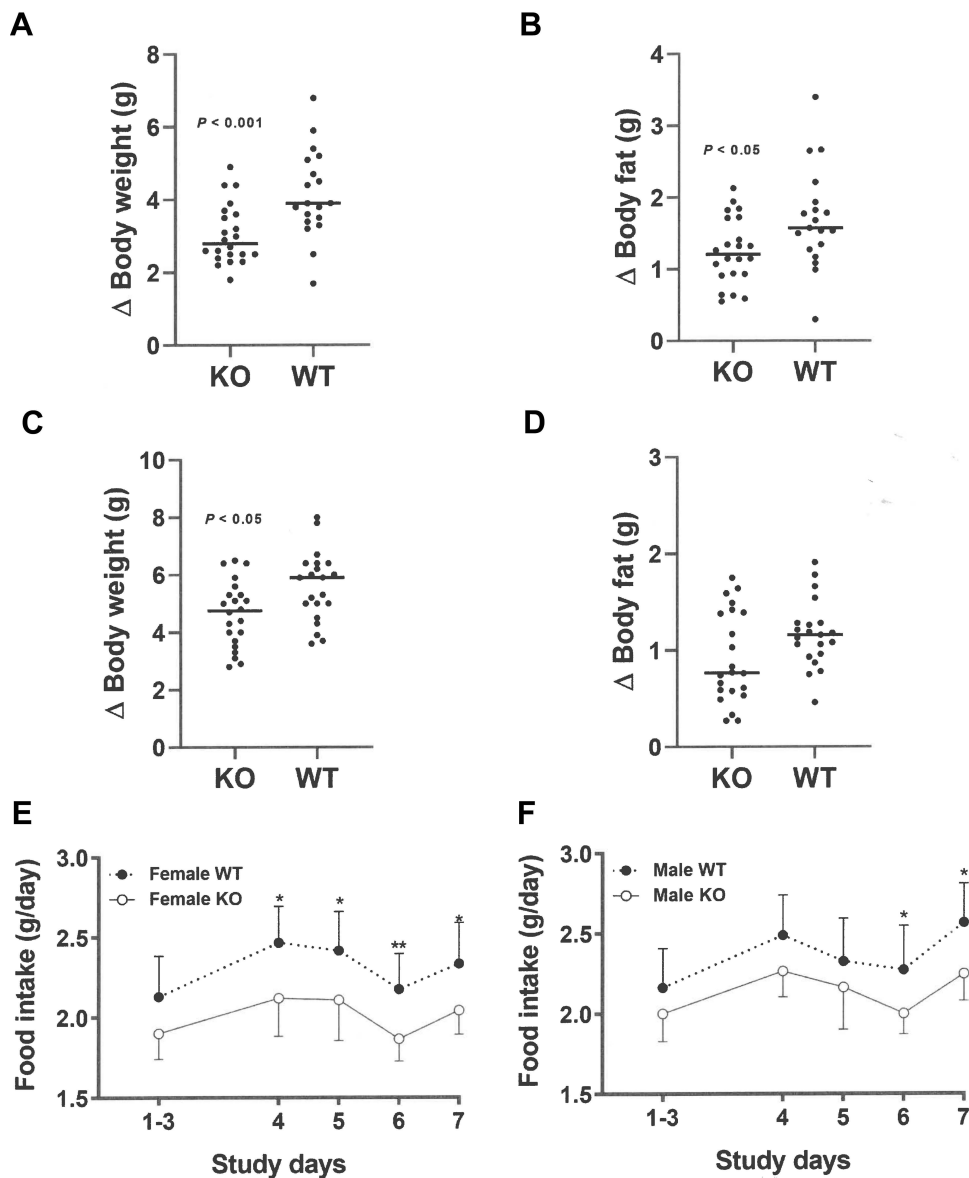 A
Δ Body weight (g)
8
6
4
2
0
P < 0.001
KO
WT
B
Δ Body fat (g)
4
3
2
1
0
P < 0.05
KO
WT
C
Δ Body weight (g)
10
8
6
4
2
0
P < 0.05
KO
WT
D
Δ Body fat (g)
3
2
1
0
KO
WT
E
Food intake (g/day)
3.0
2.5
2.0
1.5
Female WT
Female KO
*
*
**
*
1-3
4
5
6
7
Study days
F
Food intake (g/day)
3.0
2.5
2.0
1.5
Male WT
Male KO
*
*
1-3
4
5
6
7
Study days